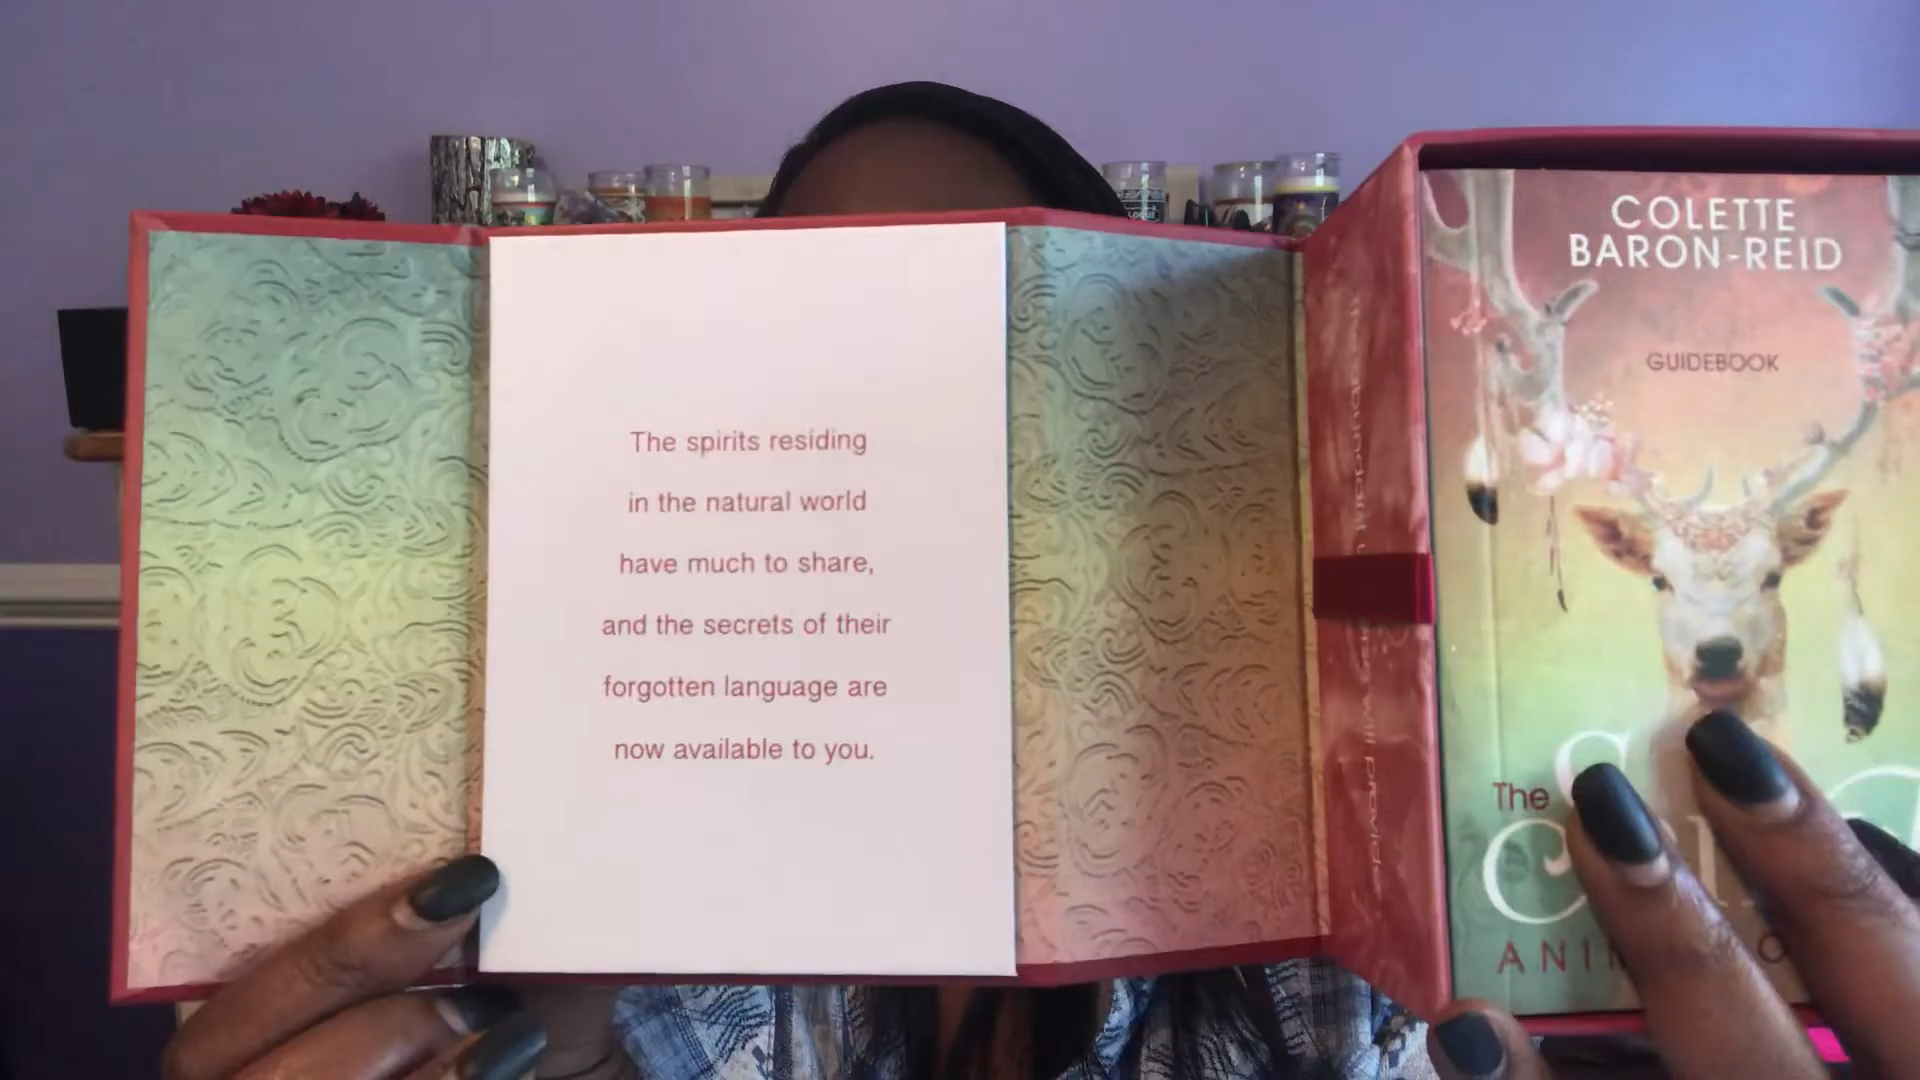 The spirits residing
in the natural world
have much to share,
and the secrets of their
forgotten language are
now available to you.
COLETTE
BARON-REID
GUIDEBOOK
The